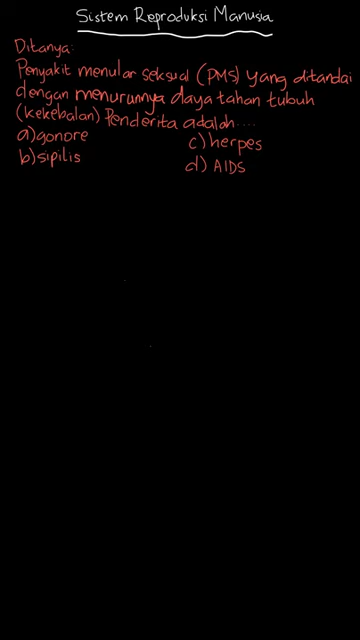 Sistem Reproduksi Manusia
Ditanya:
Penyakit menular seksual (PMS) yang ditandai
dengan menurunnya daya tahan tubuh
(kekebalan) Penderita adalah....
a) gonore
b) sipilis
c) herpes
d) AIDS